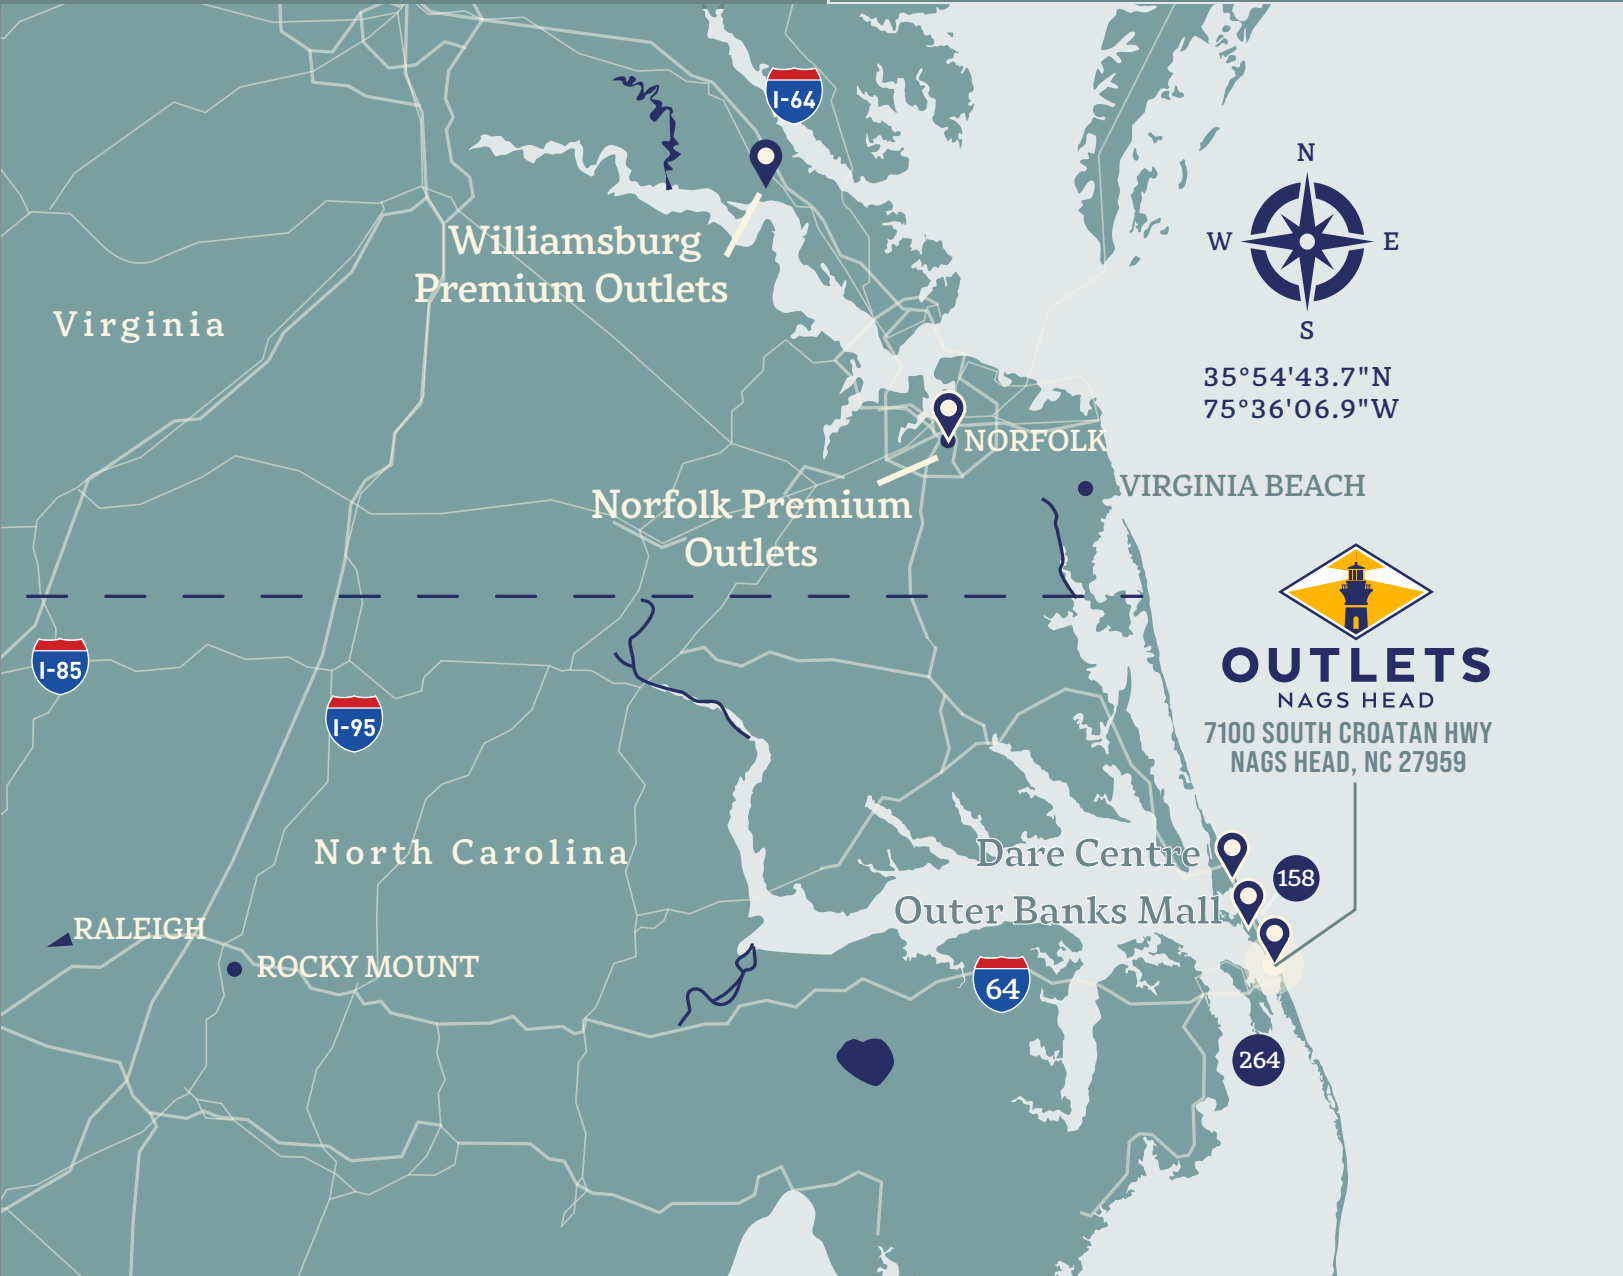 I-64
N
W
E
S
Williamsburg
Premium Outlets
Virginia
35°54'43.7"N
75°36'06.9"W
NORFOLK
VIRGINIA BEACH
Norfolk Premium
Outlets
I-85
I-95
OUTLETS
NAGS HEAD
7100 SOUTH CROATAN HWY
NAGS HEAD, NC 27959
North Carolina
Dare Centre
158
Outer Banks Mall
RALEIGH
ROCKY MOUNT
64
264